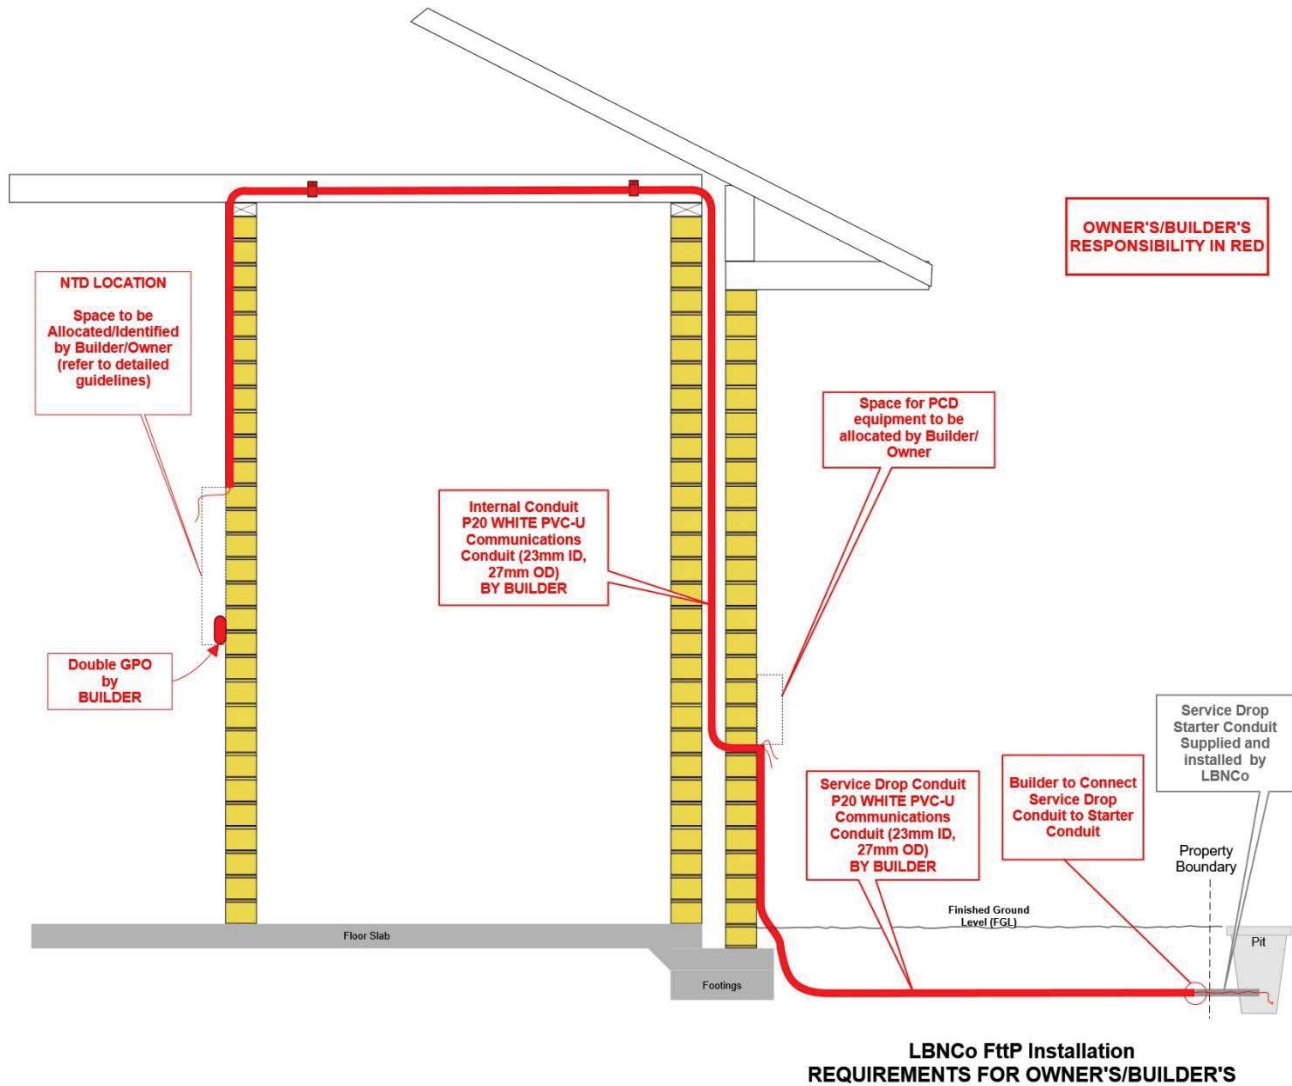 OWNER'S/BUILDER'S
RESPONSIBILITY IN RED
NTD LOCATION
Space to be
Allocated/Identified
by Builder/Owner
(refer to detailed
guidelines)
Space for PCD
equipment to be
allocated by Builder/
Owner
Internal Conduit
P20 WHITE PVC-U
Communications
Conduit (23mm ID,
27mm OD)
BY BUILDER
Double GPO
by
BUILDER
Service Drop
Starter Conduit
Supplied and
installed by
LBNCo
Service Drop Conduit
P20 WHITE PVC-U
Communications
Conduit (23mm ID,
27mm OD)
BY BUILDER
Builder to Connect
Service Drop
Conduit to Starter
Conduit
Property
Boundary
Finished Ground
Level (FGL)
Floor Slab
Pit
Footings
LBNCo FttP Installation
REQUIREMENTS FOR OWNER'S/BUILDER'S